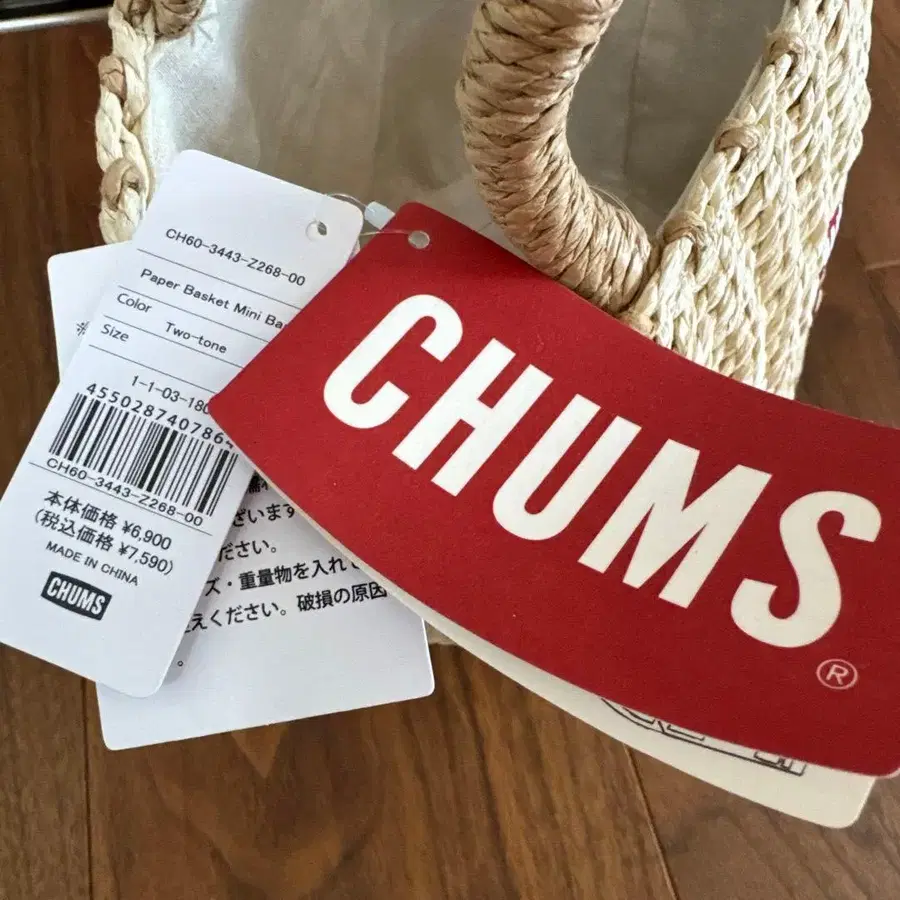 CH60-3443-Z268-00
Paper Basket Mini
Color Two-tone
Size
1-1-03-180
CH60-3443-Z268-00
本体価格 ¥6,900
(税込価格 ¥7,590)
MADE IN CHINA
CHUMS
ざいます
ださい。
ズ・重量物を入れ
えください。破損の原因
。
CHUMS
®